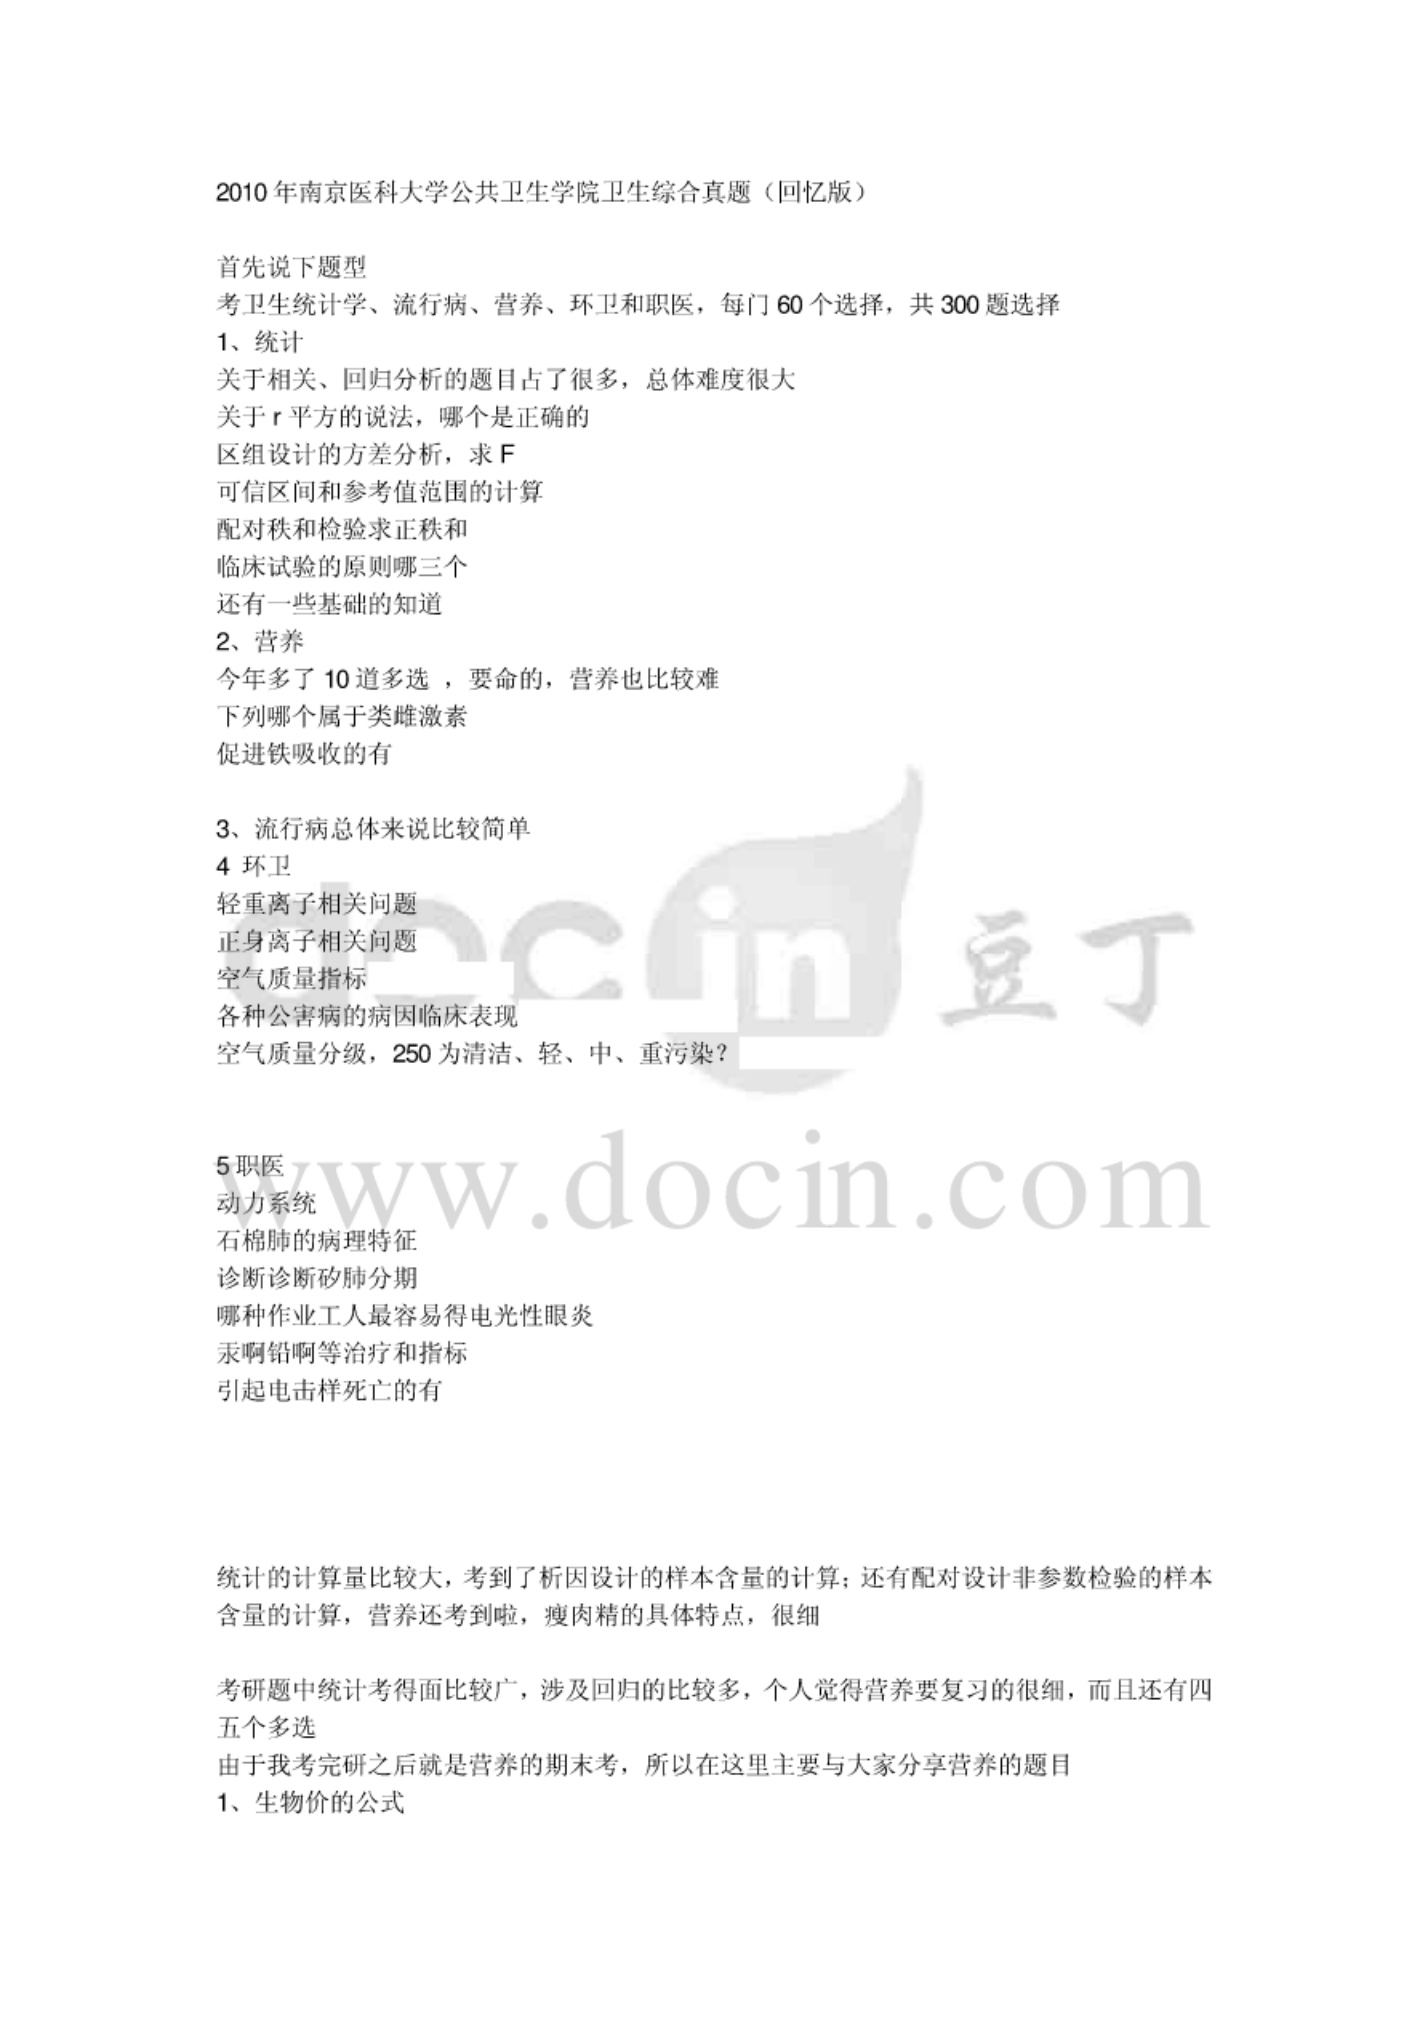 2010 年南京医科大学公共卫生学院卫生综合真题（回忆版）
首先说下题型
考卫生统计学、流行病、营养、环卫和职医，每门 60 个选择，共 300 题选择
1、统计
关于相关、回归分析的题目占了很多，总体难度很大
关于 r 平方的说法，哪个是正确的
区组设计的方差分析，求 F
可信区间和参考值范围的计算
配对秩和检验求正秩和
临床试验的原则哪三个
还有一些基础的知道
2、营养
今年多了 10 道多选 ，要命的，营养也比较难
下列哪个属于类雌激素
促进铁吸收的有
3、流行病总体来说比较简单
4 环卫
轻重离子相关问题
正身离子相关问题
空气质量指标
各种公害病的病因临床表现
空气质量分级，250 为清洁、轻、中、重污染？
docin 豆丁
www.docin.com
5 职医
动力系统
石棉肺的病理特征
诊断诊断矽肺分期
哪种作业工人最容易得电光性眼炎
汞啊铅啊等治疗和指标
引起电击样死亡的有
统计的计算量比较大，考到了析因设计的样本含量的计算；还有配对设计非参数检验的样本
含量的计算，营养还考到啦，瘦肉精的具体特点，很细
考研题中统计考得面比较广，涉及回归的比较多，个人觉得营养要复习的很细，而且还有四
五个多选
由于我考完研之后就是营养的期末考，所以在这里主要与大家分享营养的题目
1、生物价的公式